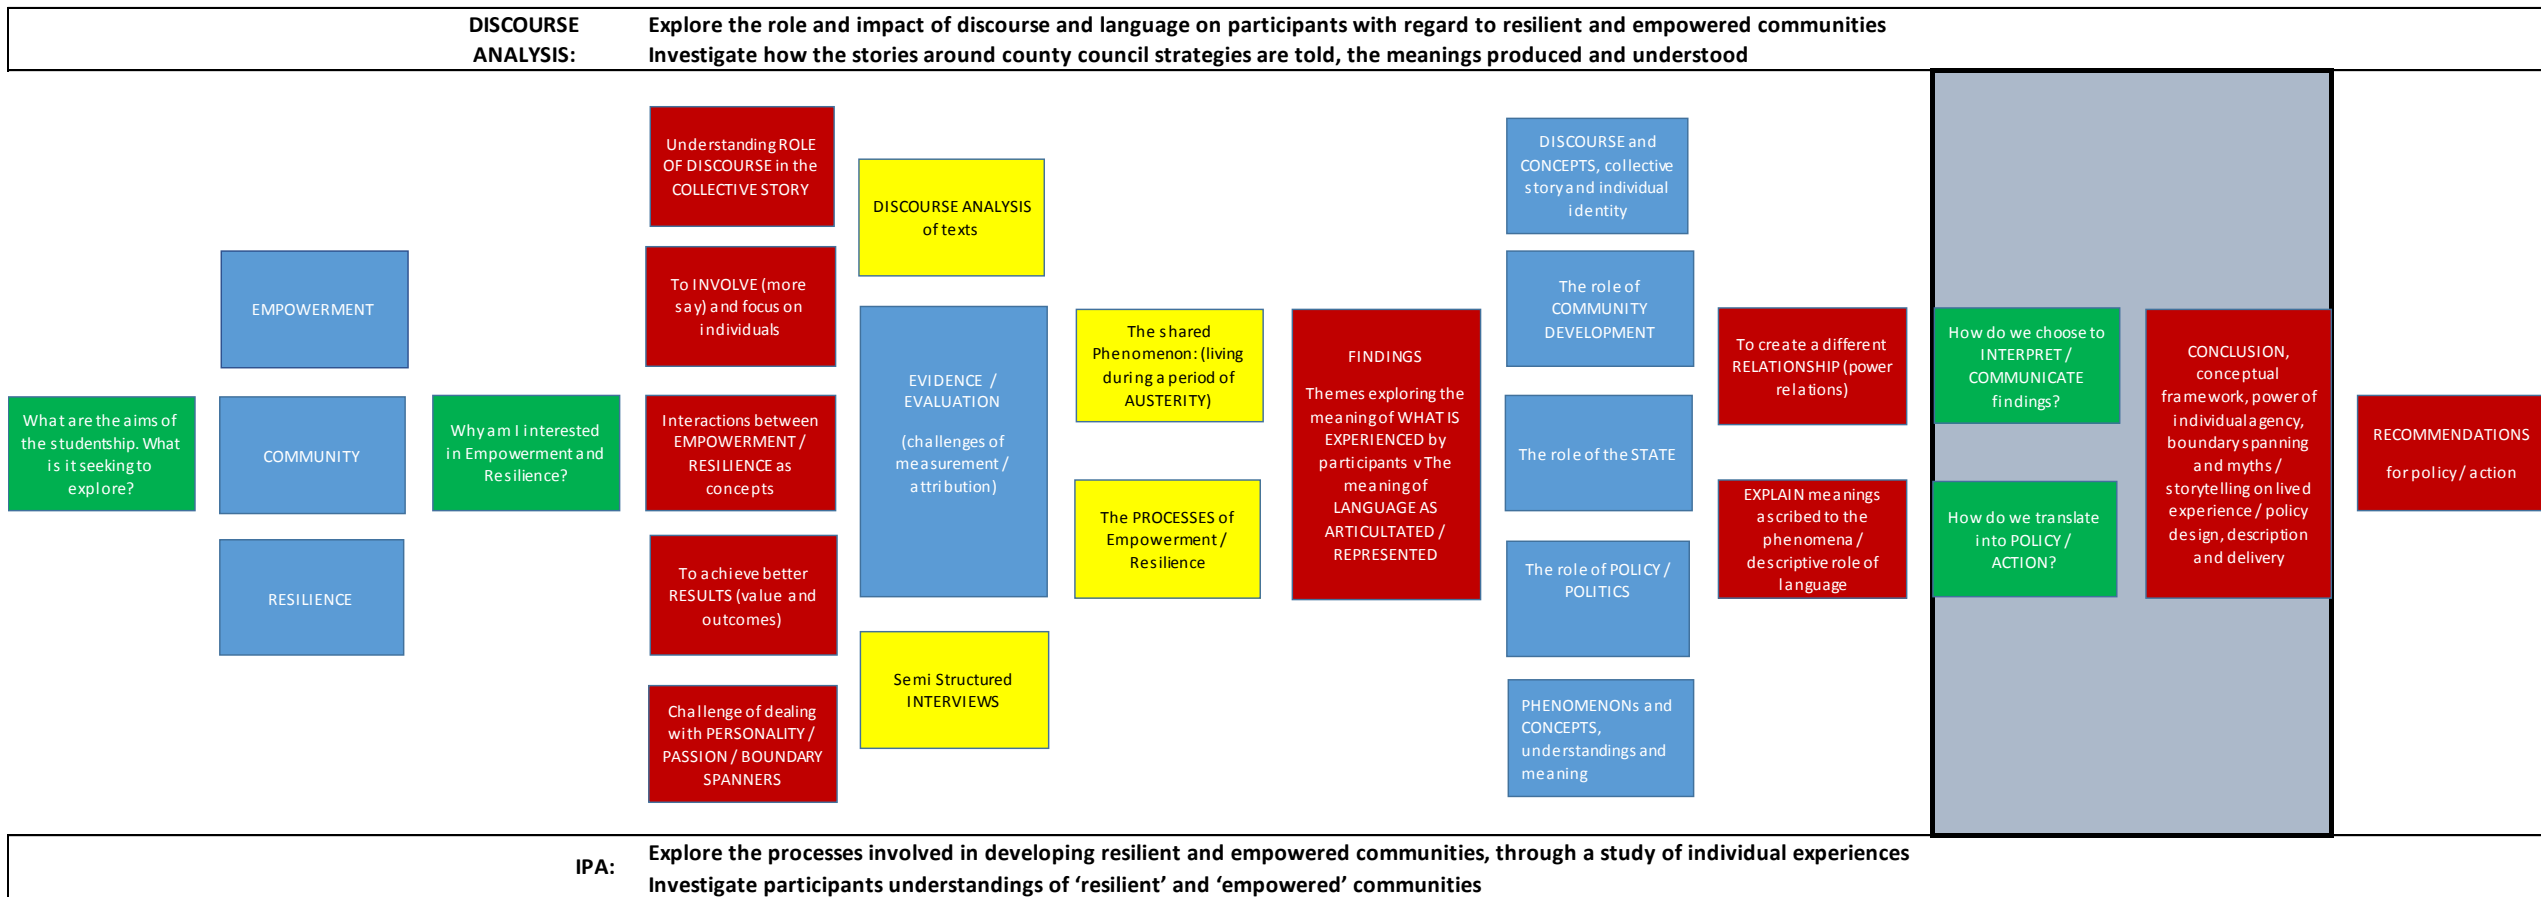 DISCOURSE
ANALYSIS:
Explore the role and impact of discourse and language on participants with regard to resilient and empowered communities
Investigate how the stories around county council strategies are told, the meanings produced and understood
What are the aims of
the studentship. What
is it seeking to
explore?
EMPOWERMENT
COMMUNITY
RESILIENCE
Why am I interested
in Empowerment and
Resilience?
Understanding ROLE
OF DISCOURSE in the
COLLECTIVE STORY
To INVOLVE (more
say) and focus on
individuals
Interactions between
EMPOWERMENT /
RESILIENCE as
concepts
To achieve better
RESULTS (value and
outcomes)
Challenge of dealing
with PERSONALITY /
PASSION / BOUNDARY
SPANNERS
DISCOURSE ANALYSIS
of texts
EVIDENCE /
EVALUATION
(challenges of
measurement /
attribution)
Semi Structured
INTERVIEWS
The shared
Phenomenon: (living
during a period of
AUSTERITY)
The PROCESSES of
Empowerment /
Resilience
FINDINGS
Themes exploring the
meaning of WHAT IS
EXPERIENCED by
participants v The
meaning of
LANGUAGE AS
ARTICULTATED /
REPRESENTED
DISCOURSE and
CONCEPTS, collective
story and individual
identity
The role of
COMMUNITY
DEVELOPMENT
The role of the STATE
The role of POLICY /
POLITICS
PHENOMENONs and
CONCEPTS,
understandings and
meaning
To create a different
RELATIONSHIP (power
relations)
EXPLAIN meanings
ascribed to the
phenomena /
descriptive role of
language
How do we choose to
INTERPRET /
COMMUNICATE
findings?
How do we translate
into POLICY /
ACTION?
CONCLUSION,
conceptual
framework, power of
individual agency,
boundary spanning
and myths /
storytelling on lived
experience / policy
design, description
and delivery
RECOMMENDATIONS
for policy / action
IPA:
Explore the processes involved in developing resilient and empowered communities, through a study of individual experiences
Investigate participants understandings of ‘resilient’ and ‘empowered’ communities